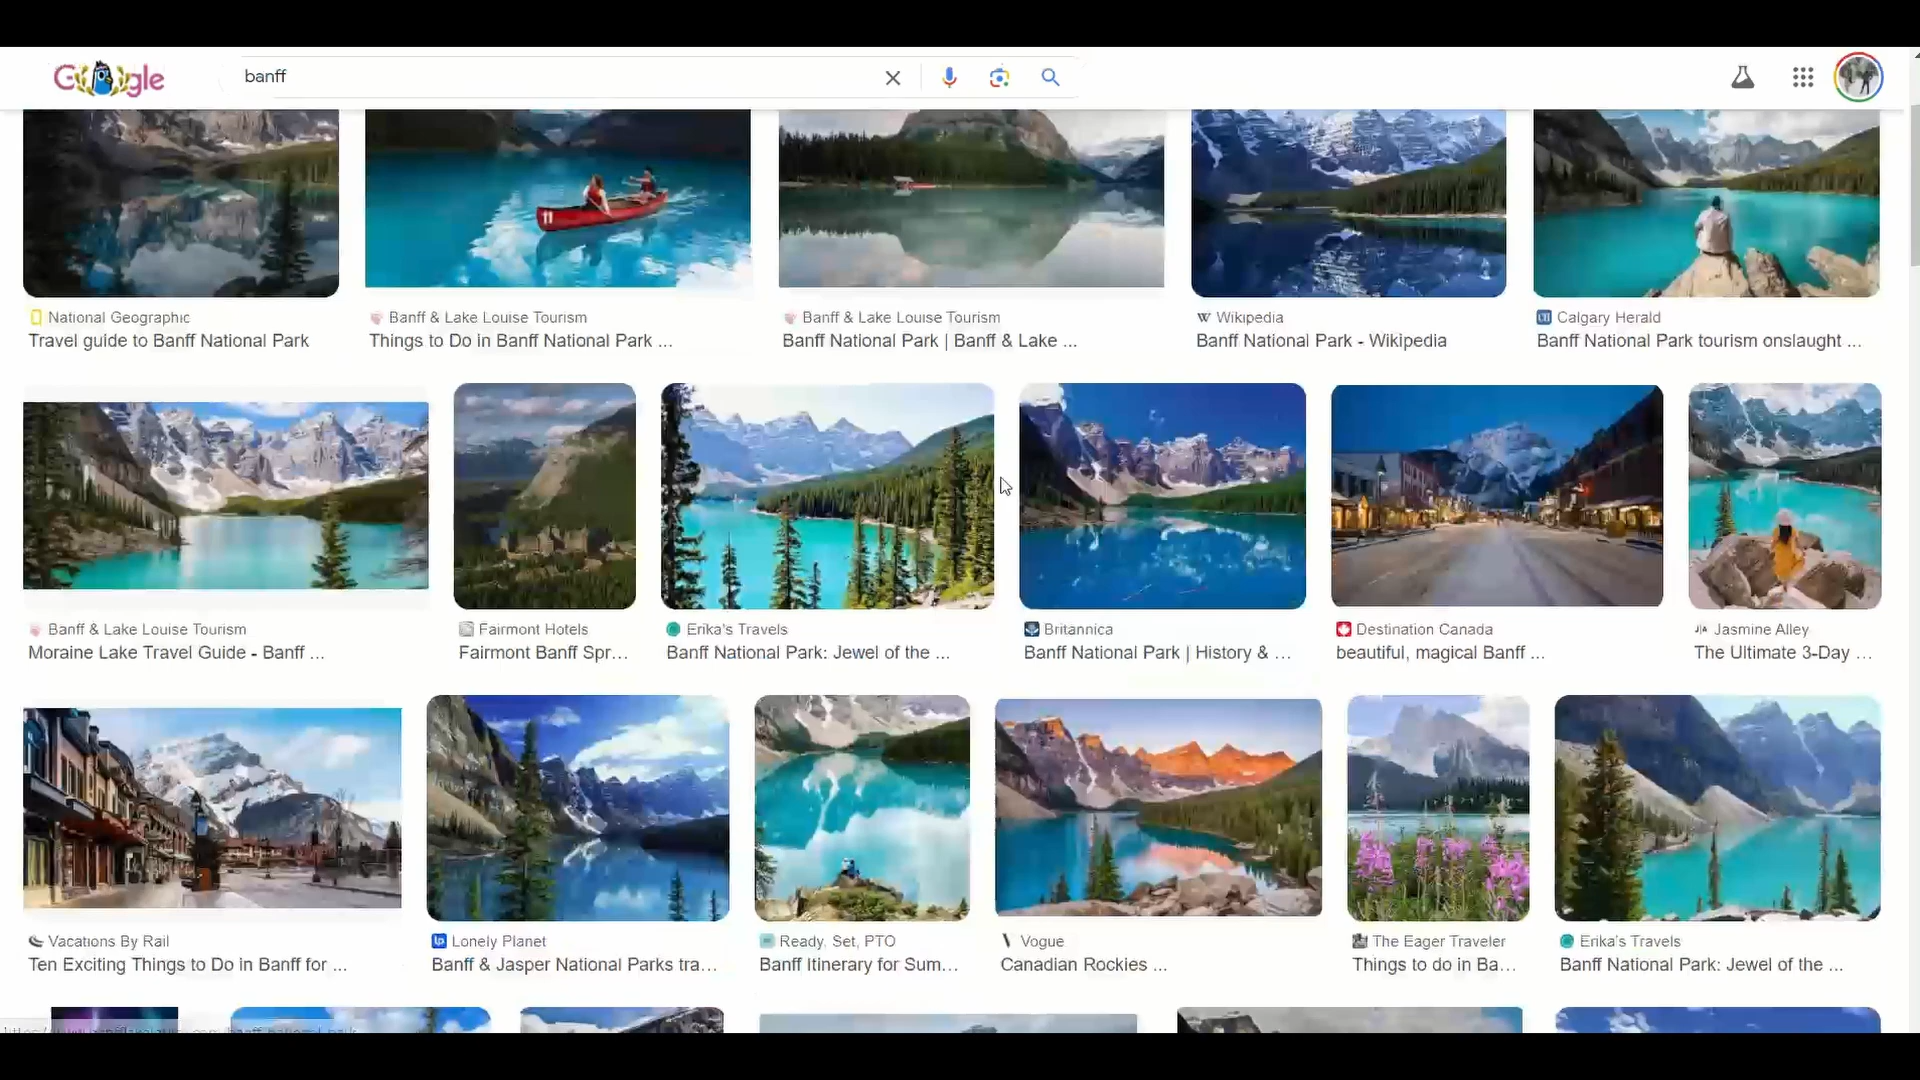 Google
banff
National Geographic
Travel guide to Banff National Park
Banff & Lake Louise Tourism
Things to Do in Banff National Park ...
Banff & Lake Louise Tourism
Banff National Park | Banff & Lake ...
W Wikipedia
Banff National Park - Wikipedia
CH Calgary Herald
Banff National Park tourism onslaught ...
11
Banff & Lake Louise Tourism
Moraine Lake Travel Guide - Banff ...
Fairmont Hotels
Fairmont Banff Spr...
Erika's Travels
Banff National Park: Jewel of the ...
Britannica
Banff National Park | History & ...
Destination Canada
beautiful, magical Banff ...
Jasmine Alley
The Ultimate 3-Day ...
Vacations By Rail
Ten Exciting Things to Do in Banff for ...
lp Lonely Planet
Banff & Jasper National Parks tra...
Ready, Set, PTO
Banff Itinerary for Sum...
Vogue
Canadian Rockies ...
The Eager Traveler
Things to do in Ba...
Erika's Travels
Banff National Park: Jewel of the ...